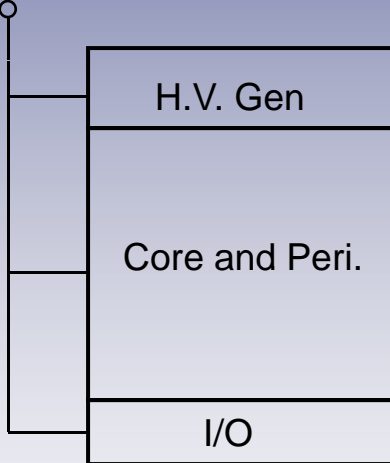 H.V. Gen
Core and Peri.
I/O